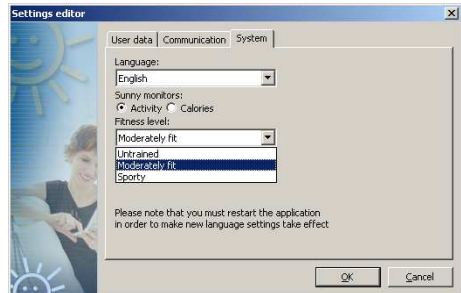 Settings editor
User data Communication System
Language:
English
Sunny monitors:
Activity Calories
Fitness level:
Moderately fit
Untrained
Moderately fit
Sporty
Please note that you must restart the application
in order to make new language settings take effect
OK Cancel